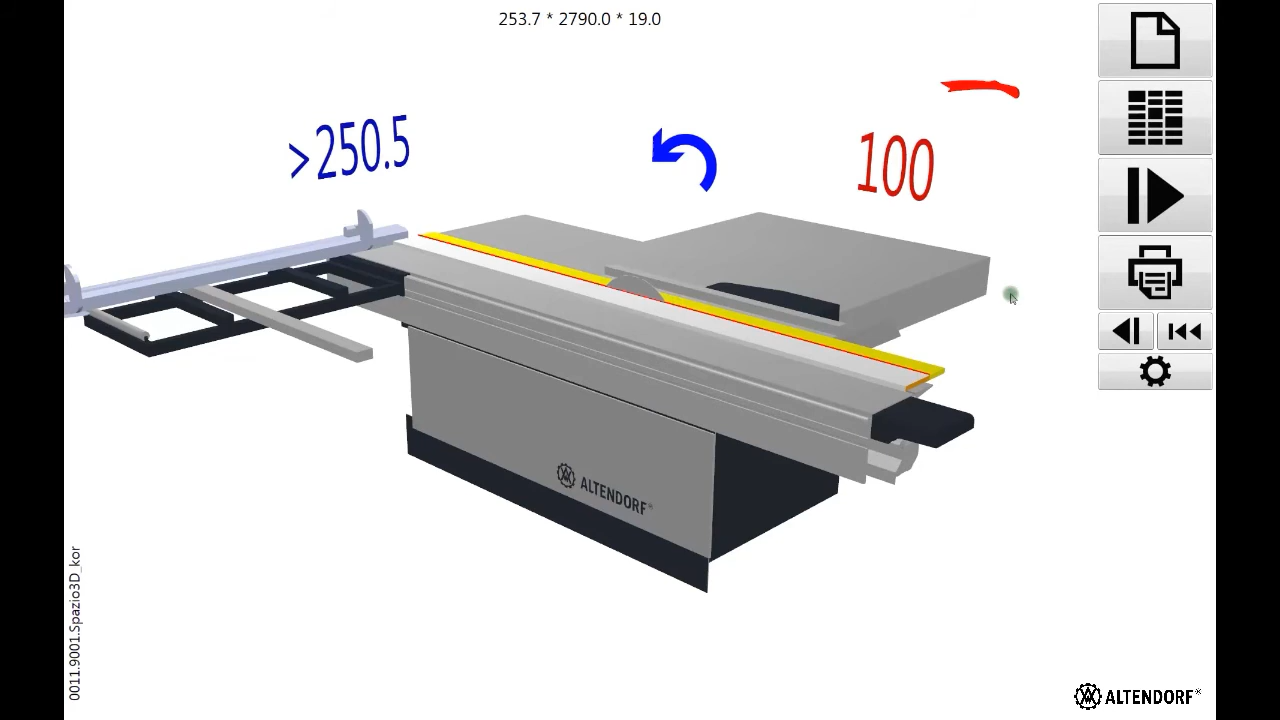 253.7 * 2790.0 * 19.0
>250.5
100
ALTENDORF®
0011.9001.Spazio3D_kor
ALTENDORF®